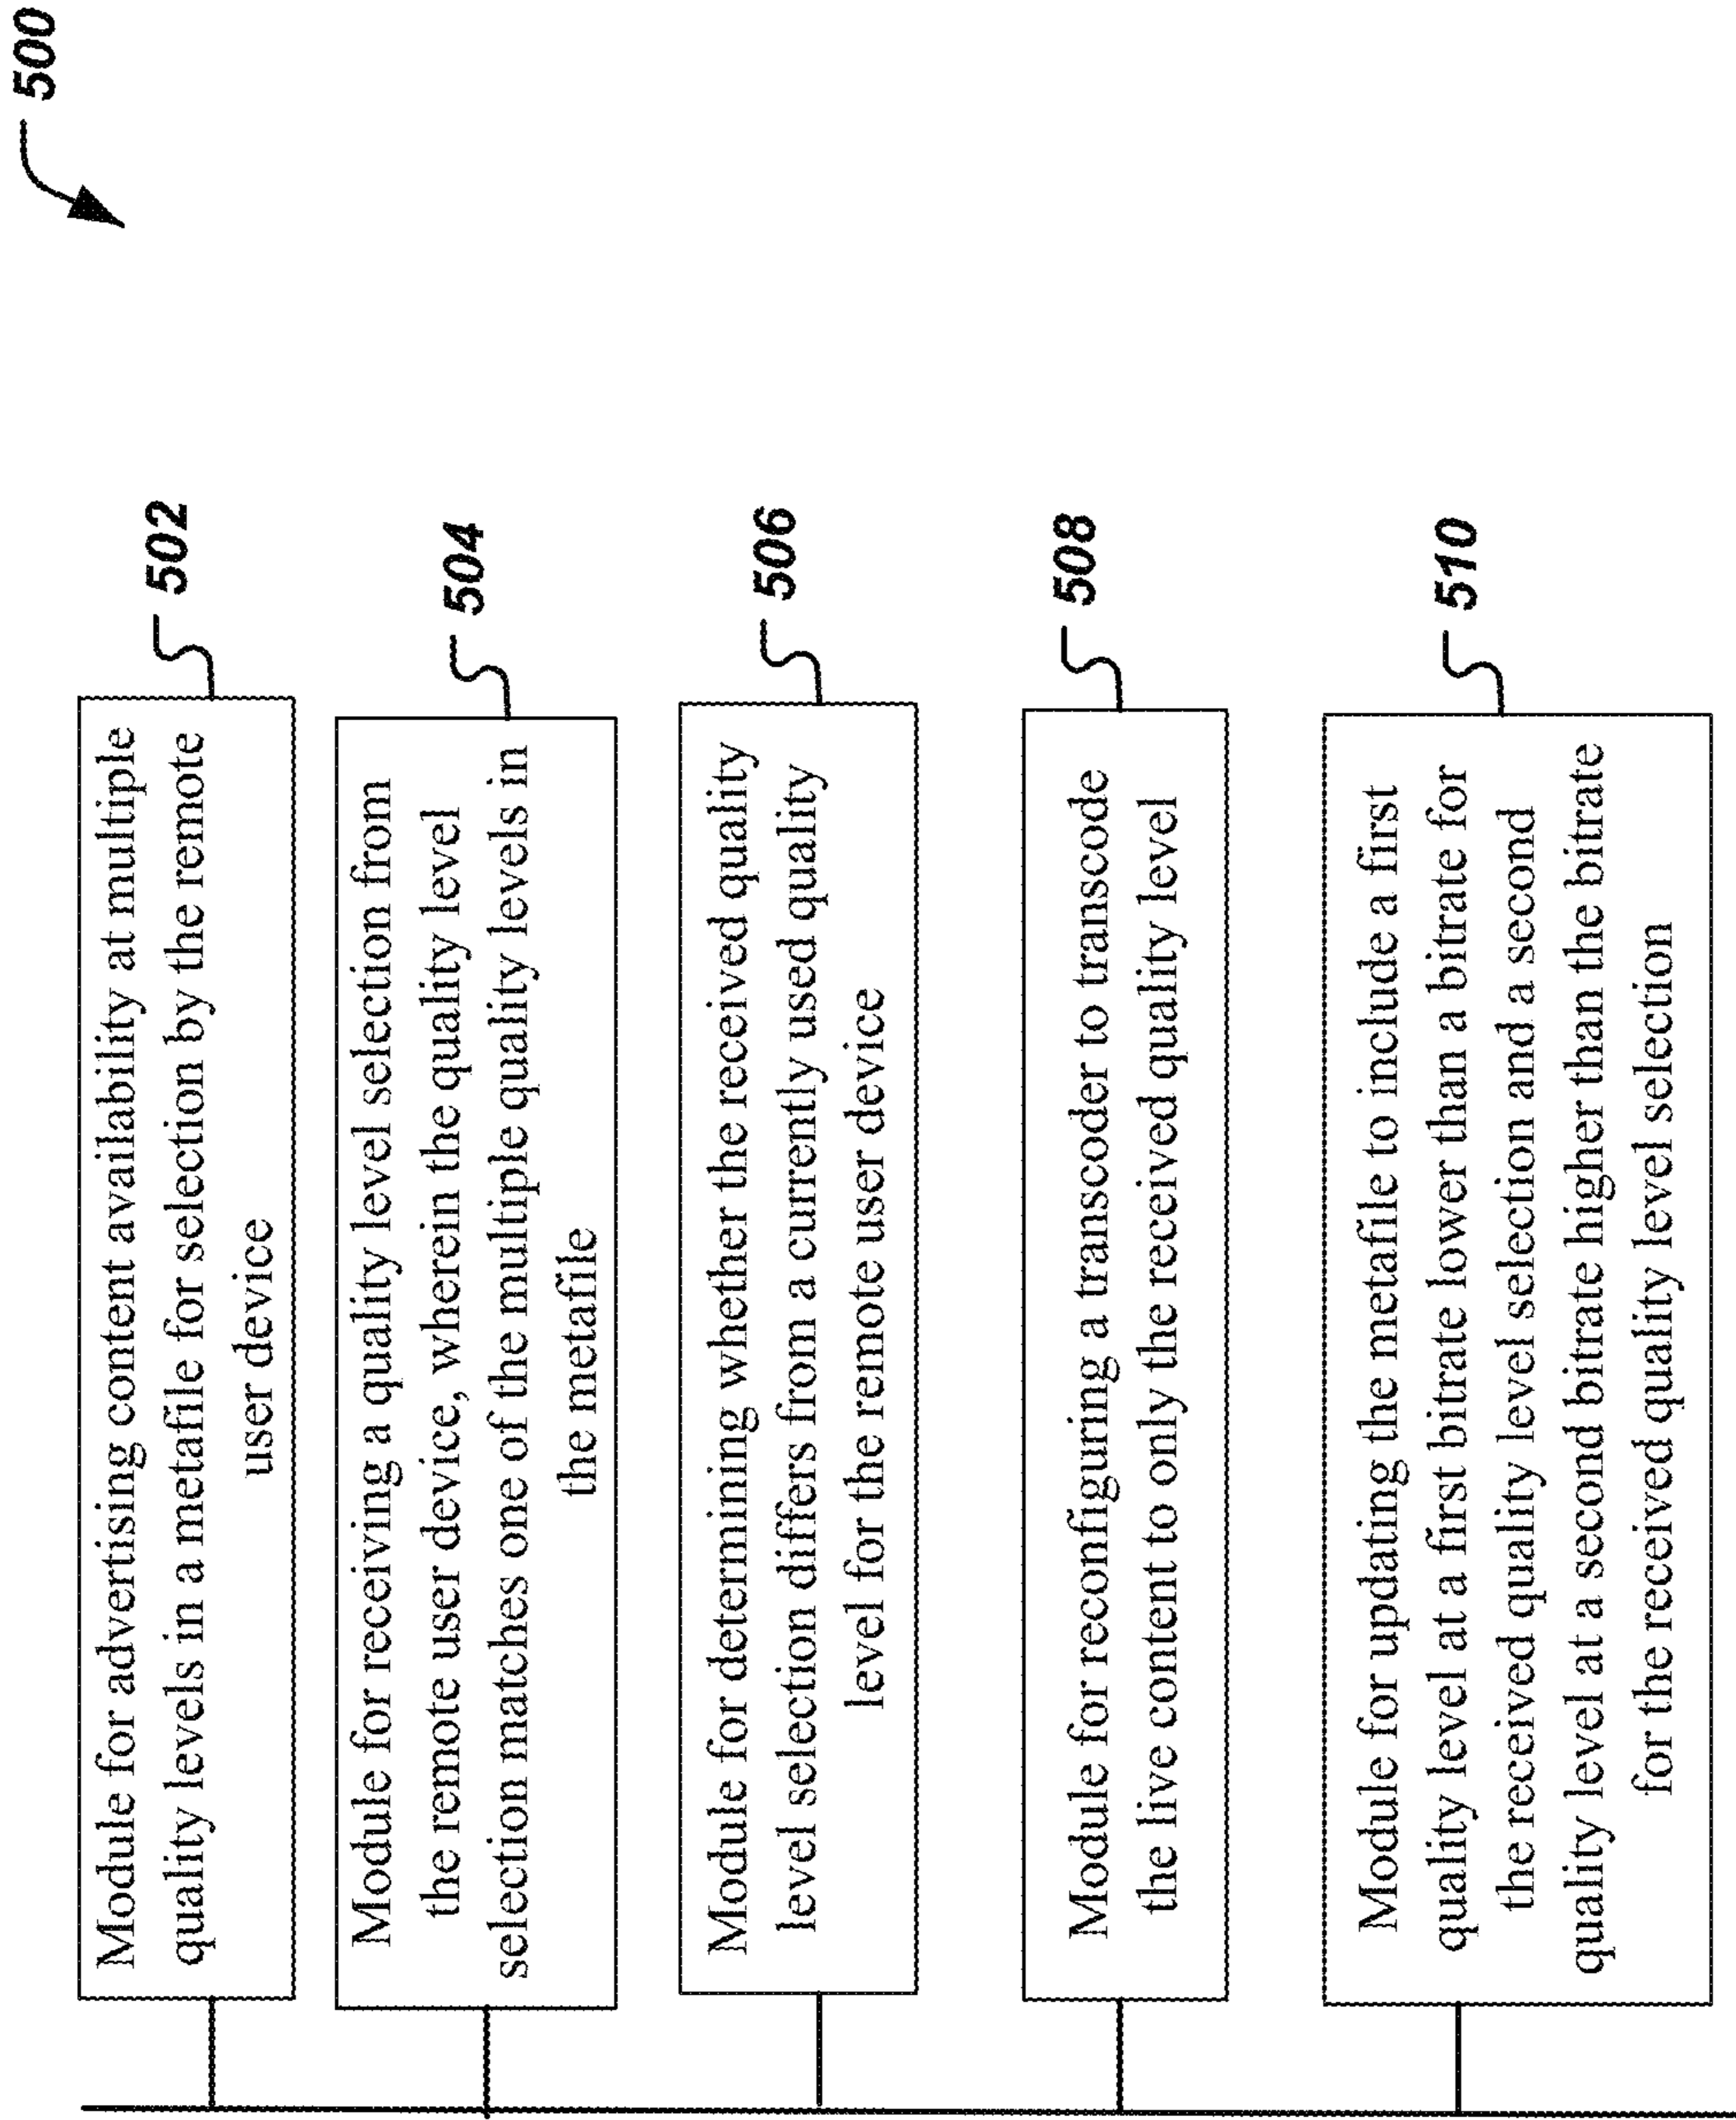 500
Module for advertising content availability at multiple
quality levels in a metafile for selection by the remote
user device
502
Module for receiving a quality level selection from
the remote user device, wherein the quality level
selection matches one of the multiple quality levels in
the metafile
504
Module for determining whether the received quality
level selection differs from a currently used quality
level for the remote user device
506
Module for reconfiguring a transcoder to transcode
the live content to only the received quality level
508
Module for updating the metafile to include a first
quality level at a first bitrate lower than a bitrate for
the received quality level selection and a second
quality level at a second bitrate higher than the bitrate
for the received quality level selection
510